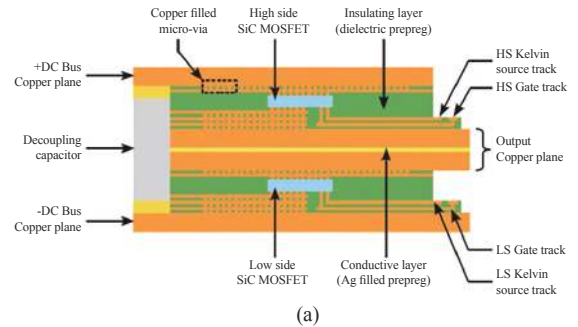 Copper filled
micro-via
High side
SiC MOSFET
Insulating layer
(dielectric prepreg)
+DC Bus
Copper plane
HS Kelvin
source track
HS Gate track
Decoupling
capacitor
Output
Copper plane
-DC Bus
Copper plane
LS Gate track
LS Kelvin
source track
Low side
SiC MOSFET
Conductive layer
(Ag filled prepreg)
(a)